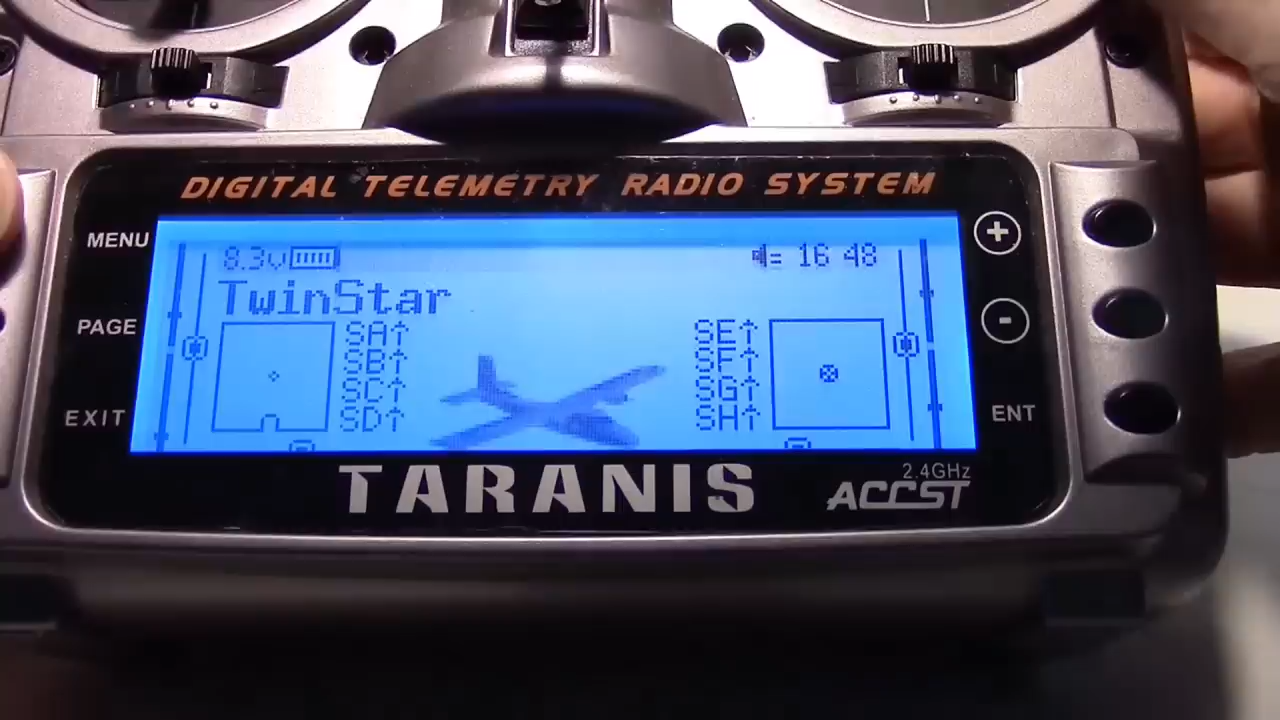 DIGITAL TELEMETRY RADIO SYSTEM
MENU
PAGE
EXIT
8.3v
16 48
TwinStar
SA↑
SB↑
SC↑
SD↑
SE↑
SF↑
SG↑
SH↑
+
-
ENT
TARANIS
2.4GHz
ACCST